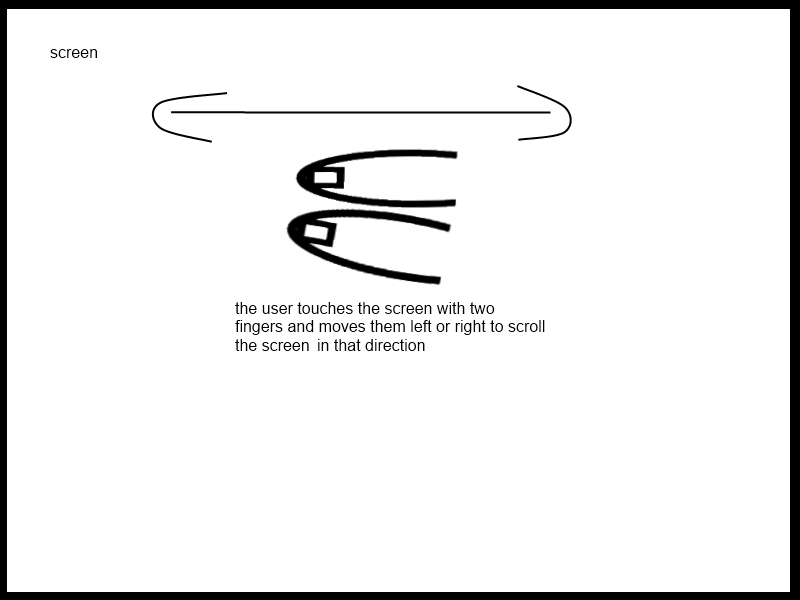 screen
the user touches the screen with two
fingers and moves them left or right to scroll
the screen in that direction